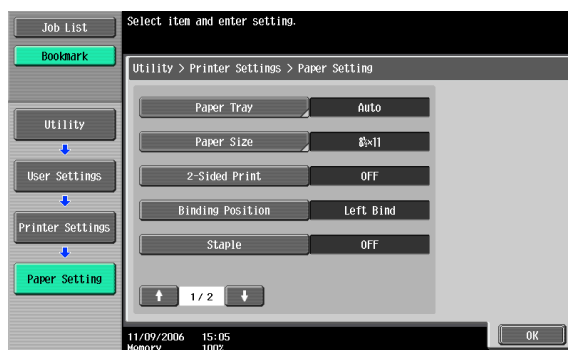 Job List
Bookmark
Utility
User Settings
Printer Settings
Paper Setting
Select item and enter setting.
Utility > Printer Settings > Paper Setting
Paper Tray Auto
Paper Size 8½×11
2-Sided Print OFF
Binding Position Left Bind
Staple OFF
1/ 2
11/09/2006 15:05
Memory 100%
OK